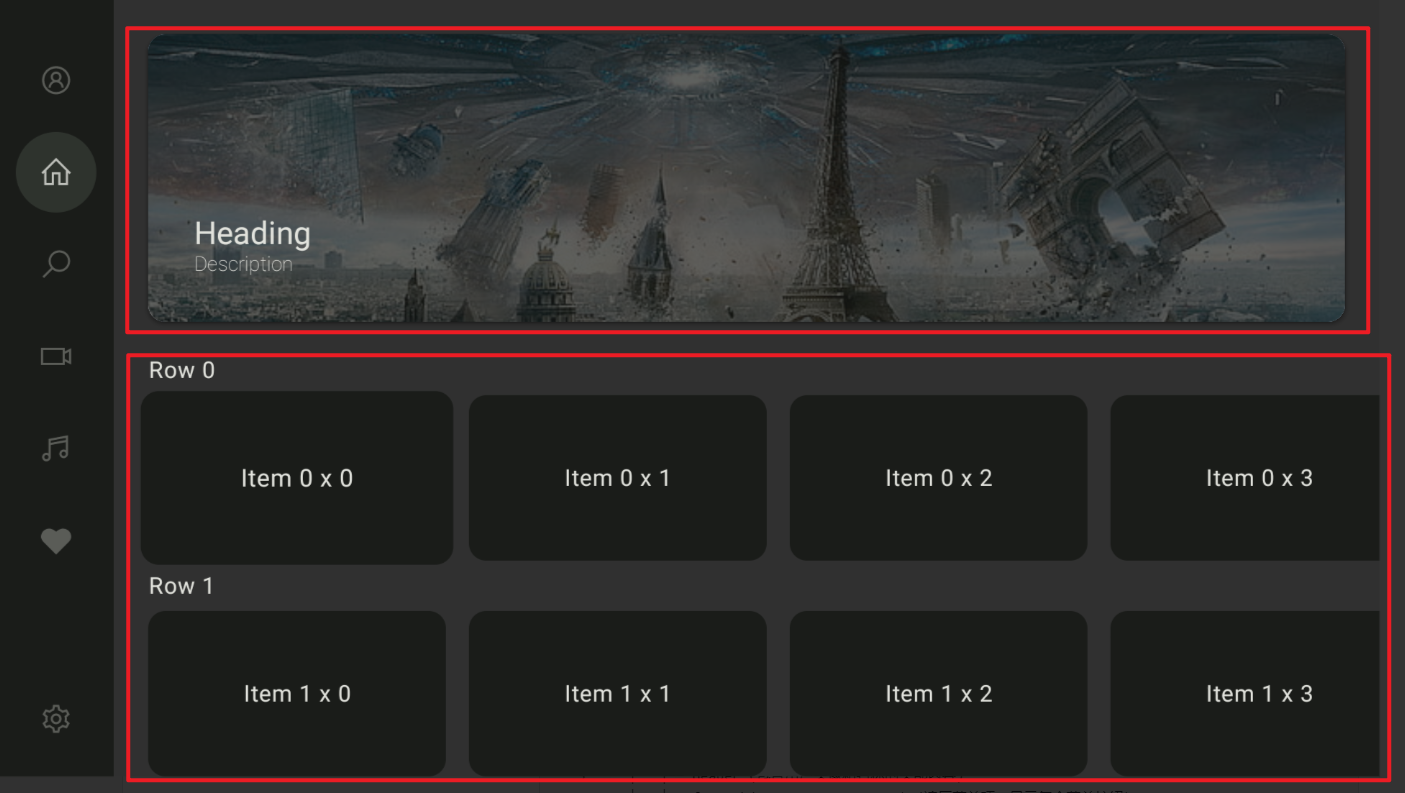 Heading
Description
Row 0
Item 0 x 0
Item 0 x 1
Item 0 x 2
Item 0 x 3
Row 1
Item 1 x 0
Item 1 x 1
Item 1 x 2
Item 1 x 3